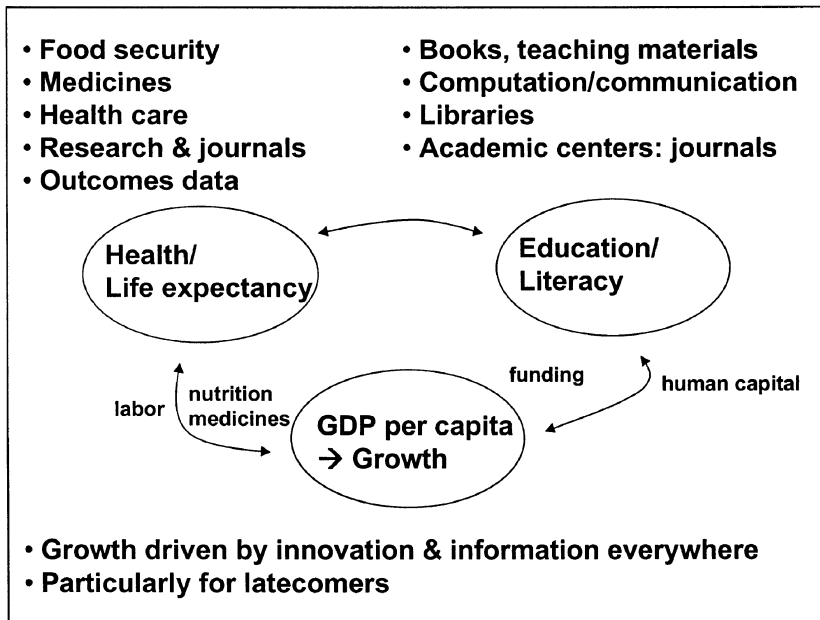 • Food security
• Medicines
• Health care
• Research & journals
• Outcomes data
• Books, teaching materials
• Computation/communication
• Libraries
• Academic centers: journals
Health/
Life expectancy
Education/
Literacy
labor
nutrition
medicines
funding
human capital
GDP per capita
→ Growth
• Growth driven by innovation & information everywhere
• Particularly for latecomers